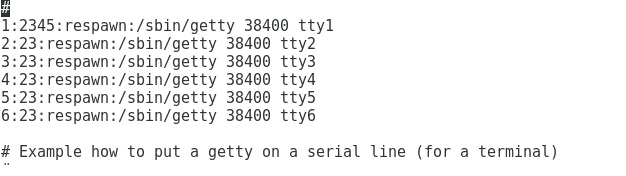 #
1:2345:respawn:/sbin/getty 38400 tty1
2:23:respawn:/sbin/getty 38400 tty2
3:23:respawn:/sbin/getty 38400 tty3
4:23:respawn:/sbin/getty 38400 tty4
5:23:respawn:/sbin/getty 38400 tty5
6:23:respawn:/sbin/getty 38400 tty6

# Example how to put a getty on a serial line (for a terminal)
#